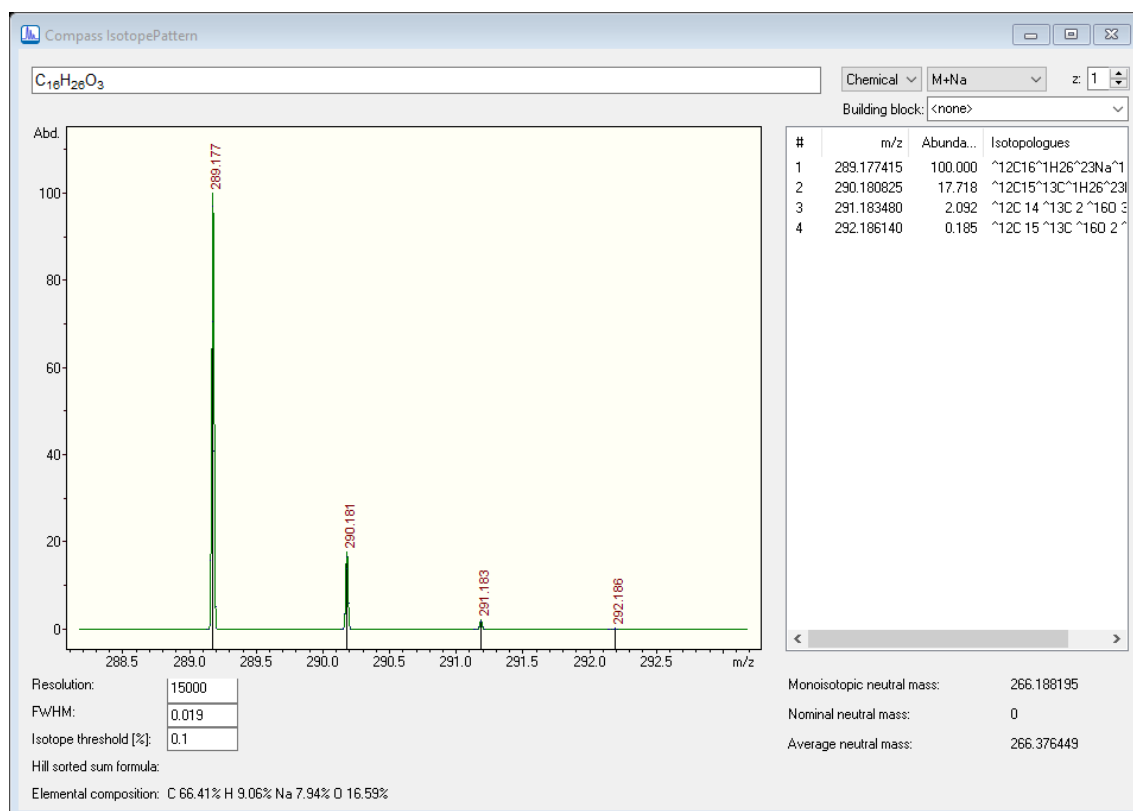 Compass IsotopePattern
C₁₆H₂₆O₃
Chemical M+Na z: 1
Building block: <none>
Abd.
100
80
60
40
20
0
289.177
290.181
291.183
292.186
288.5 289.0 289.5 290.0 290.5 291.0 291.5 292.0 292.5 m/z
# m/z Abunda... Isotopologues
1 289.177415 100.000 ^12C16^1H26^23Na^1
2 290.180825 17.718 ^12C15^13C^1H26^23
3 291.183480 2.092 ^12C 14 ^13C 2 ^16O 3
4 292.186140 0.185 ^12C 15 ^13C ^16O 2 ^
Resolution: 15000
FWHM: 0.019
Isotope threshold [%]: 0.1
Hill sorted sum formula:
Elemental composition: C 66.41% H 9.06% Na 7.94% O 16.59%
Monoisotopic neutral mass: 266.188195
Nominal neutral mass: 0
Average neutral mass: 266.376449